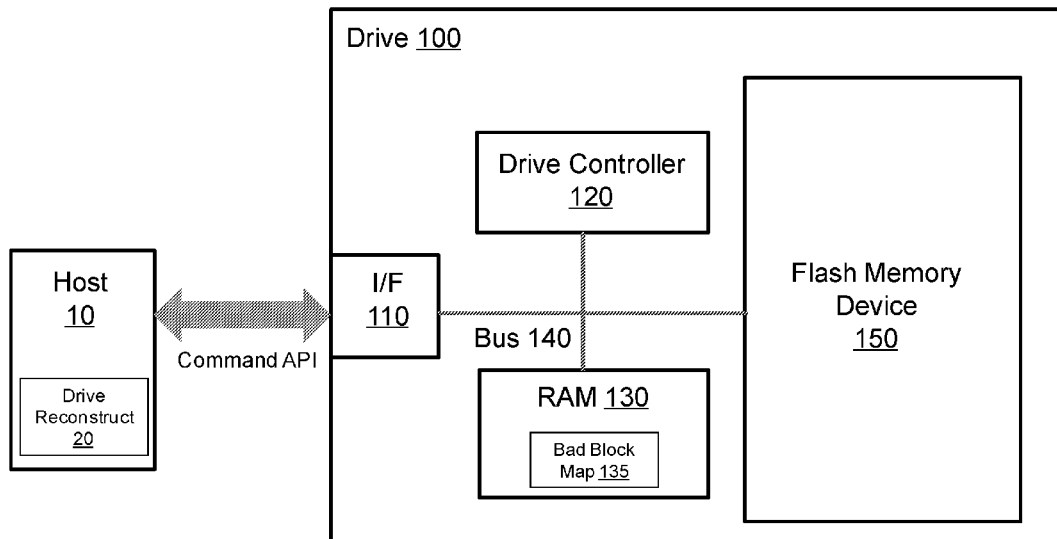 Drive 100
Drive Controller
120
Host
10
I/F
110
Flash Memory
Device
150
Command API
Bus 140
Drive
Reconstruct
20
RAM 130
Bad Block
Map 135